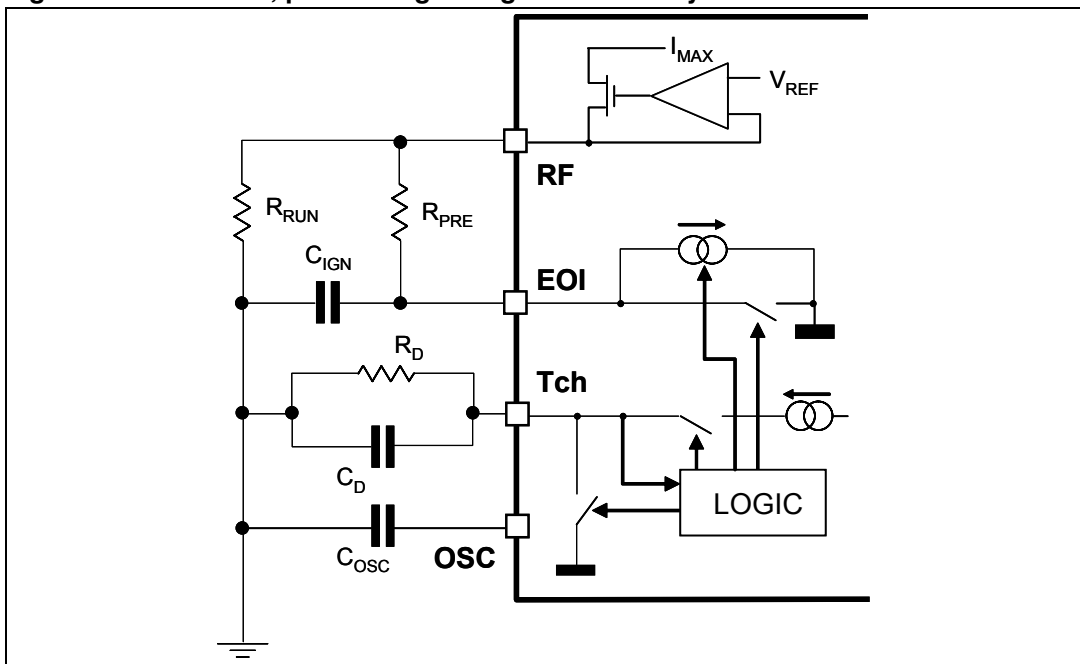 I_MAX
V_REF
RF
R_RUN
R_PRE
C_IGN
EOI
R_D
Tch
C_D
LOGIC
C_OSC
OSC